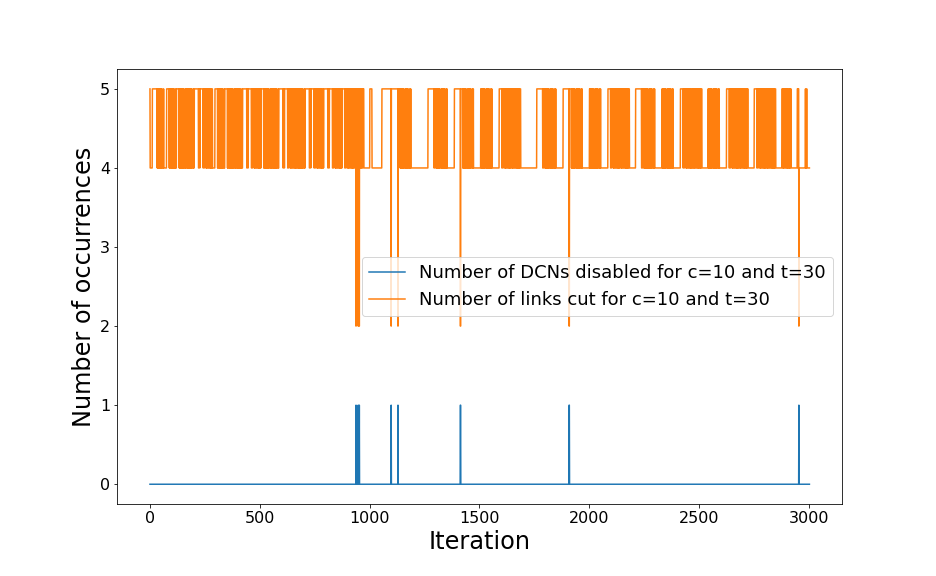 Number of occurrences
5
4
3
2
1
0
Number of DCNs disabled for c=10 and t=30
Number of links cut for c=10 and t=30
0 500 1000 1500 2000 2500 3000
Iteration